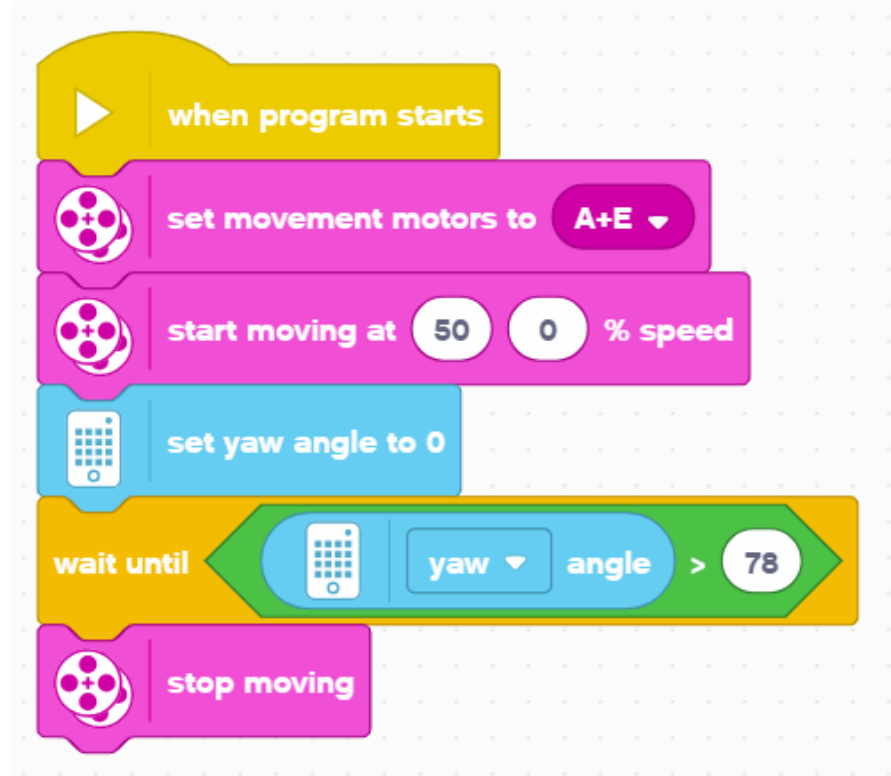 when program starts
set movement motors to A+E
start moving at 50 0 % speed
set yaw angle to 0
wait until yaw angle > 78
stop moving